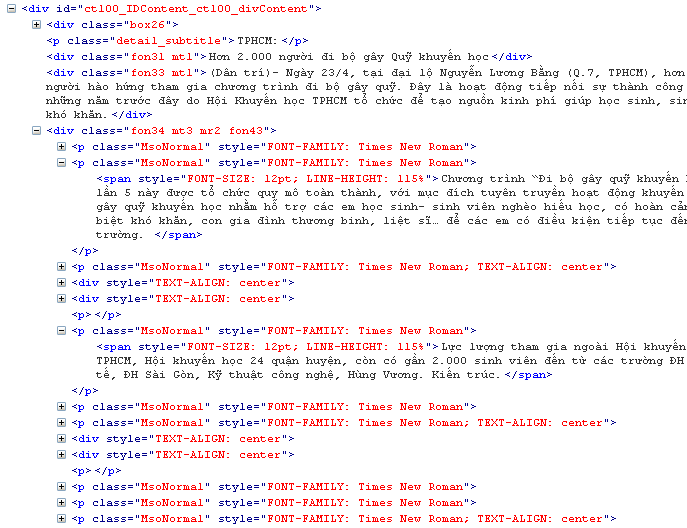 <div id="ctl00_IDContent_ctl00_divContent">
<div class="box26">
<p class="detail_subtitle">TPHCM:</p>
<div class="fon31 mt1">Hơn 2.000 người đi bộ gây Quỹ khuyến học</div>
<div class="fon33 mt1">(Dân trí)- Ngày 23/4, tại đại lộ Nguyễn Lương Bằng (Q.7, TPHCM), hơn
người hào hứng tham gia chương trình đi bộ gây quỹ. Đây là hoạt động tiếp nối sự thành công
những năm trước đây do Hội Khuyến học TPHCM tổ chức để tạo nguồn kinh phí giúp học sinh, sin
khó khăn.</div>
<div class="fon34 mt3 mr2 fon43">
<p class="MsoNormal" style="FONT-FAMILY: Times New Roman">
<p class="MsoNormal" style="FONT-FAMILY: Times New Roman">
<span style="FONT-SIZE: 12pt; LINE-HEIGHT: 115%">Chương trình “Đi bộ gây quỹ khuyến h
lần 5 này được tổ chức quy mô toàn thành, với mục đích tuyên truyền hoạt động khuyến
gây quỹ khuyến học nhằm hỗ trợ các em học sinh- sinh viên nghèo hiếu học, có hoàn cản
biệt khó khăn, con gia đình thương binh, liệt sĩ… để các em có điều kiện tiếp tục đến
trường. </span>
</p>
<p class="MsoNormal" style="FONT-FAMILY: Times New Roman; TEXT-ALIGN: center">
<div style="TEXT-ALIGN: center">
<div style="TEXT-ALIGN: center">
<p></p>
<p class="MsoNormal" style="FONT-FAMILY: Times New Roman">
<span style="FONT-SIZE: 12pt; LINE-HEIGHT: 115%">Lực lượng tham gia ngoài Hội khuyến
TPHCM, Hội khuyến học 24 quận huyện, còn có gần 2.000 sinh viên đến từ các trường ĐH
tế, ĐH Sài Gòn, Kỹ thuật công nghệ, Hùng Vương. Kiến trúc.</span>
</p>
<p class="MsoNormal" style="FONT-FAMILY: Times New Roman">
<p class="MsoNormal" style="FONT-FAMILY: Times New Roman; TEXT-ALIGN: center">
<div style="TEXT-ALIGN: center">
<div style="TEXT-ALIGN: center">
<p></p>
<p class="MsoNormal" style="FONT-FAMILY: Times New Roman">
<p class="MsoNormal" style="FONT-FAMILY: Times New Roman">
<p class="MsoNormal" style="FONT-FAMILY: Times New Roman; TEXT-ALIGN: center">